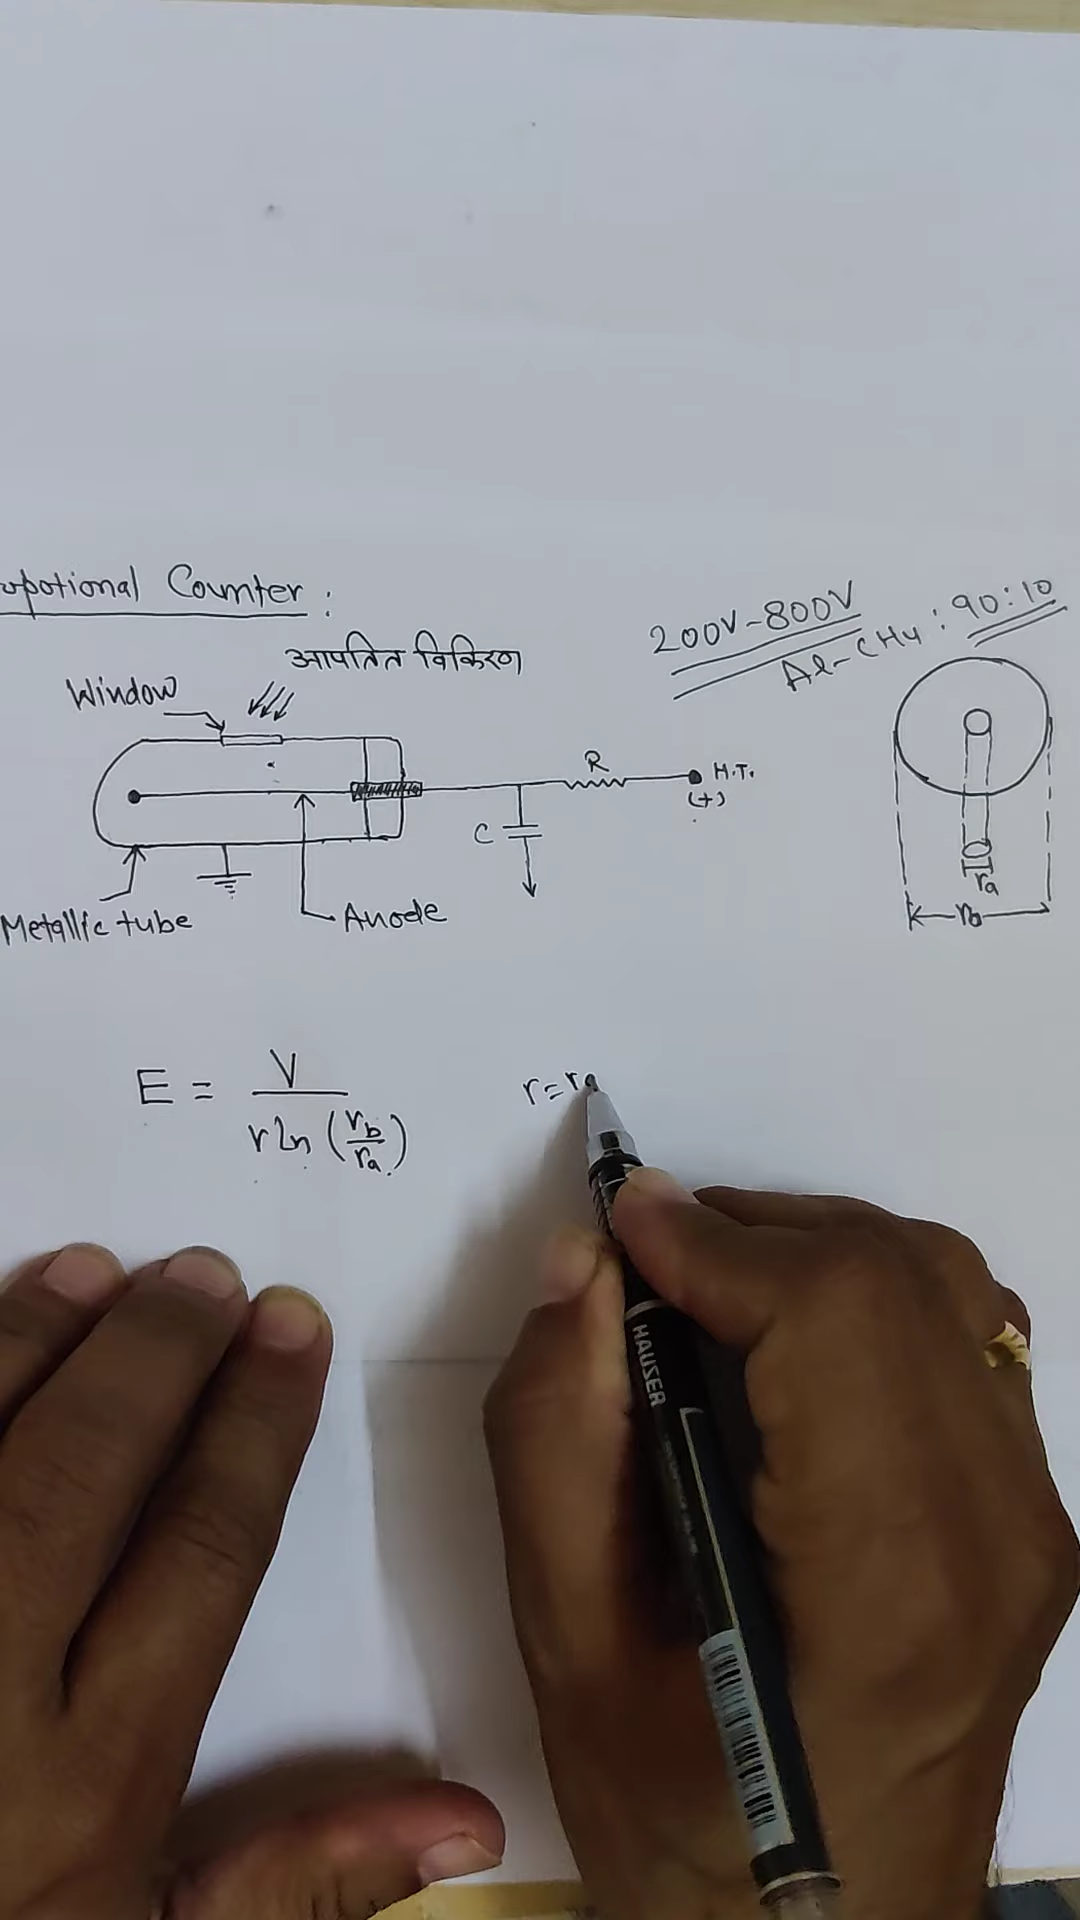 opotional Counter :
200V-800V
Al-CH4 : 90:10
आपतित विकिरण
Window
R
H.T.
(+)
C
ra
rb
Metallic tube
Anode
E = V / r ln (rb/ra)
r=ra
HAUSER